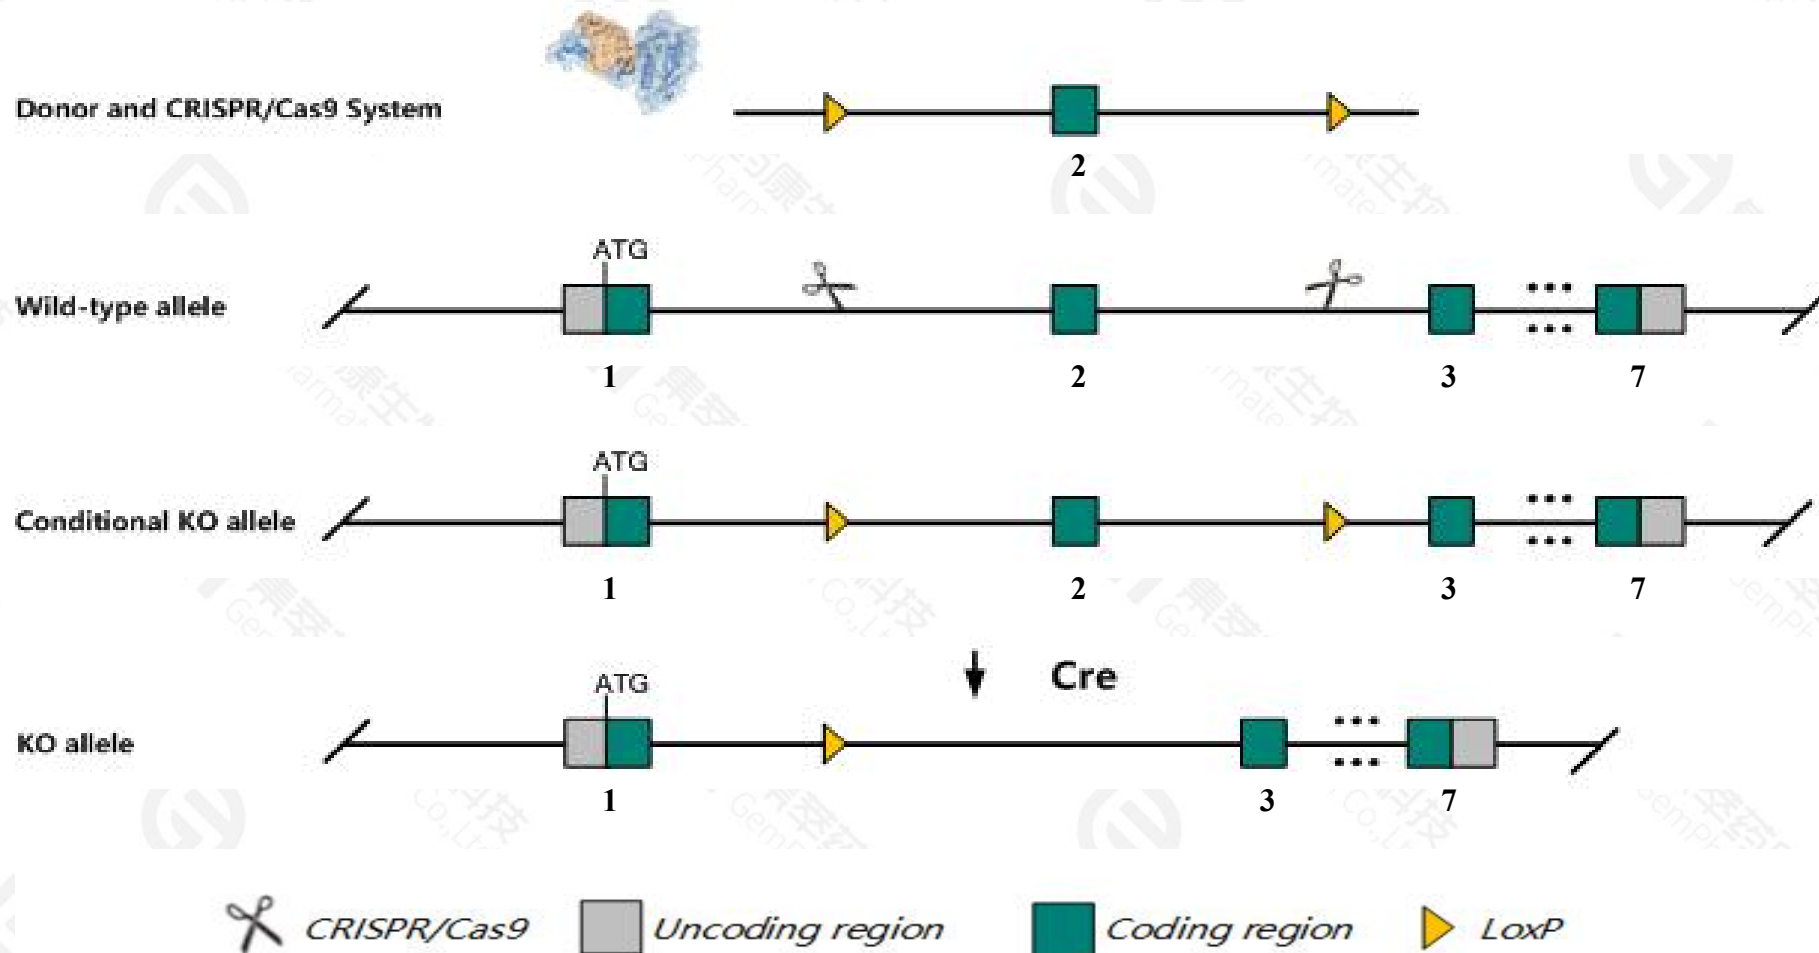 Donor and CRISPR/Cas9 System
2
ATG
Wild-type allele
1 2 3 7
ATG
Conditional KO allele
1 2 3 7
Cre
ATG
KO allele
1 3 7
CRISPR/Cas9 Uncoding region Coding region LoxP